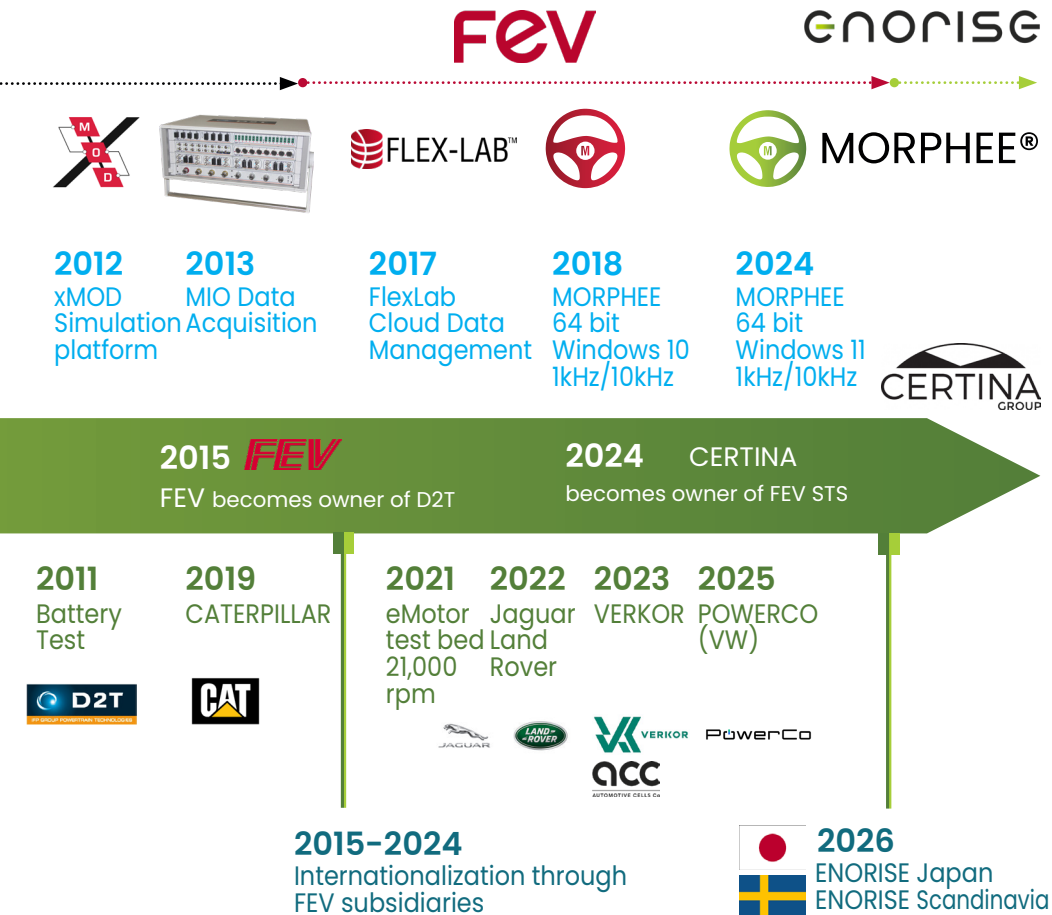 FEV
enorise
M
O
D
FLEX-LAB™
M
M
MORPHEE®
2012
xMOD
Simulation
platform
2013
MIO Data
Acquisition
2017
FlexLab
Cloud Data
Management
2018
MORPHEE
64 bit
Windows 10
1kHz/10kHz
2024
MORPHEE
64 bit
Windows 11
1kHz/10kHz
CERTINA
GROUP
2015 FEV
FEV becomes owner of D2T
2024 CERTINA
becomes owner of FEV STS
2011
Battery
Test
D2T
IFP GROUP POWERTRAIN TECHNOLOGIES
2019
CATERPILLAR
CAT
2021
eMotor
test bed
21,000
rpm
2022
Jaguar
Land
Rover
JAGUAR
LAND-
-ROVER
2023
VERKOR
VERKOR
acc
AUTOMOTIVE CELLS Co
2025
POWERCO
(VW)
PowerCo
2015-2024
Internationalization through
FEV subsidiaries
2026
ENORISE Japan
ENORISE Scandinavia